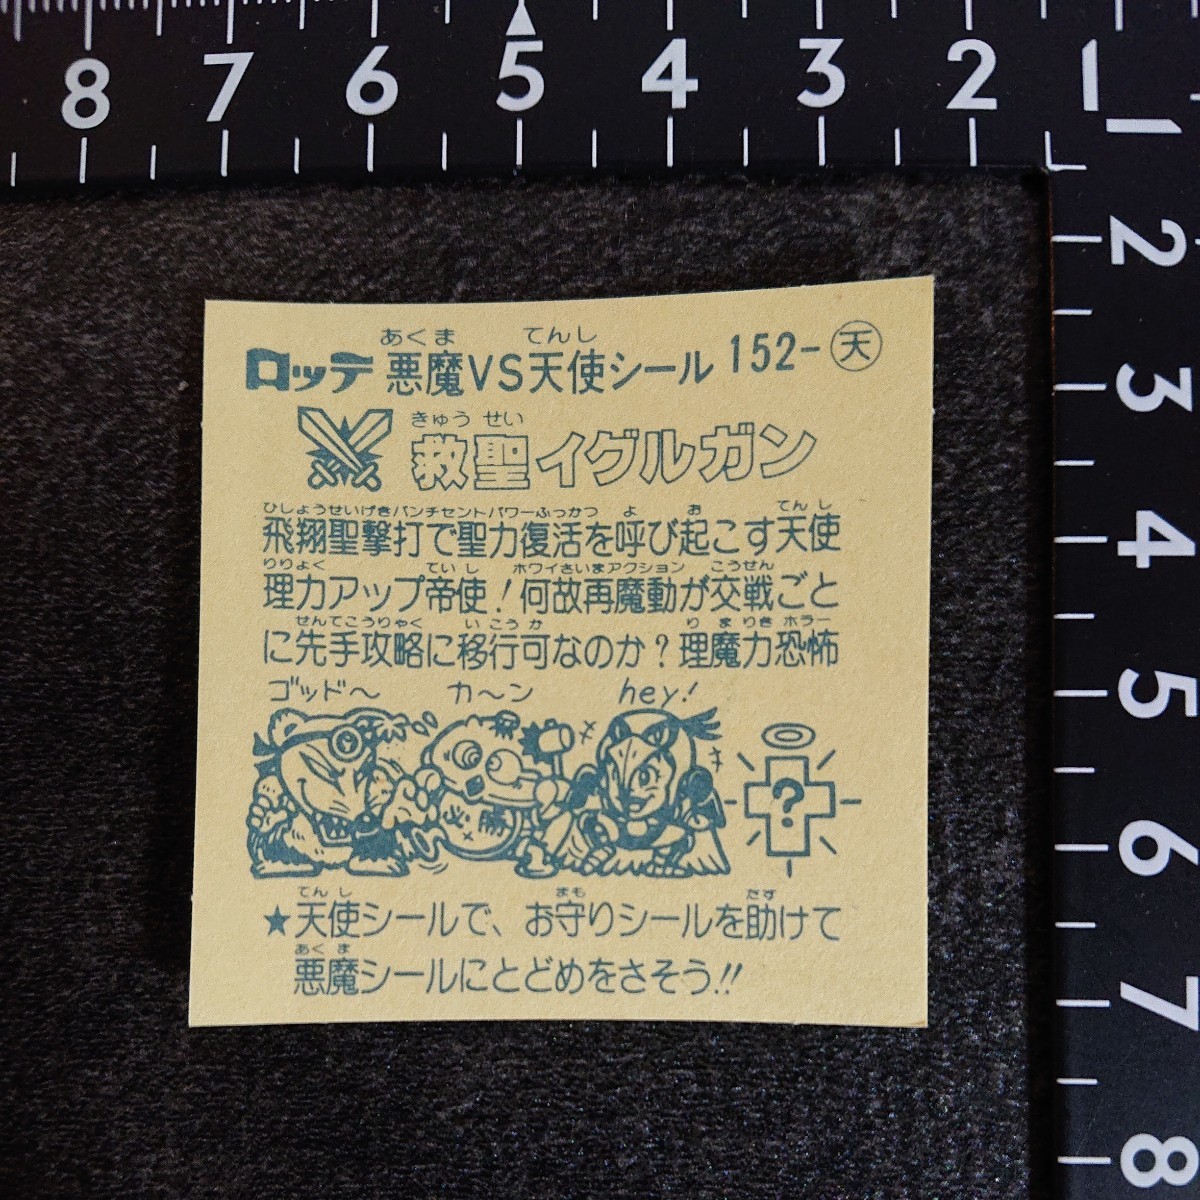 8 7 6 5 4 3 2 1
1
2
3
4
5
6
7
8
あくま てんし
ロッテ 悪魔VS天使シール 152-天
きゅう せい
救聖イグルガン
ひしょうせいげきパンチセントパワーふっかつ よ お てんし
飛翔聖撃打で聖力復活を呼び起こす天使
りりょく ていし ホワイさいまアクション こうせん
理力アップ帝使!何故再魔動が交戦ごと
せんてこうりゃく いこうか りまりき ホラー
に先手攻略に移行可なのか?理魔力恐怖
ゴッド〜 カ〜ン hey!
必勝
?
てんし まも たす
★天使シールで、お守りシールを助けて
あくま
悪魔シールにとどめをさそう!!